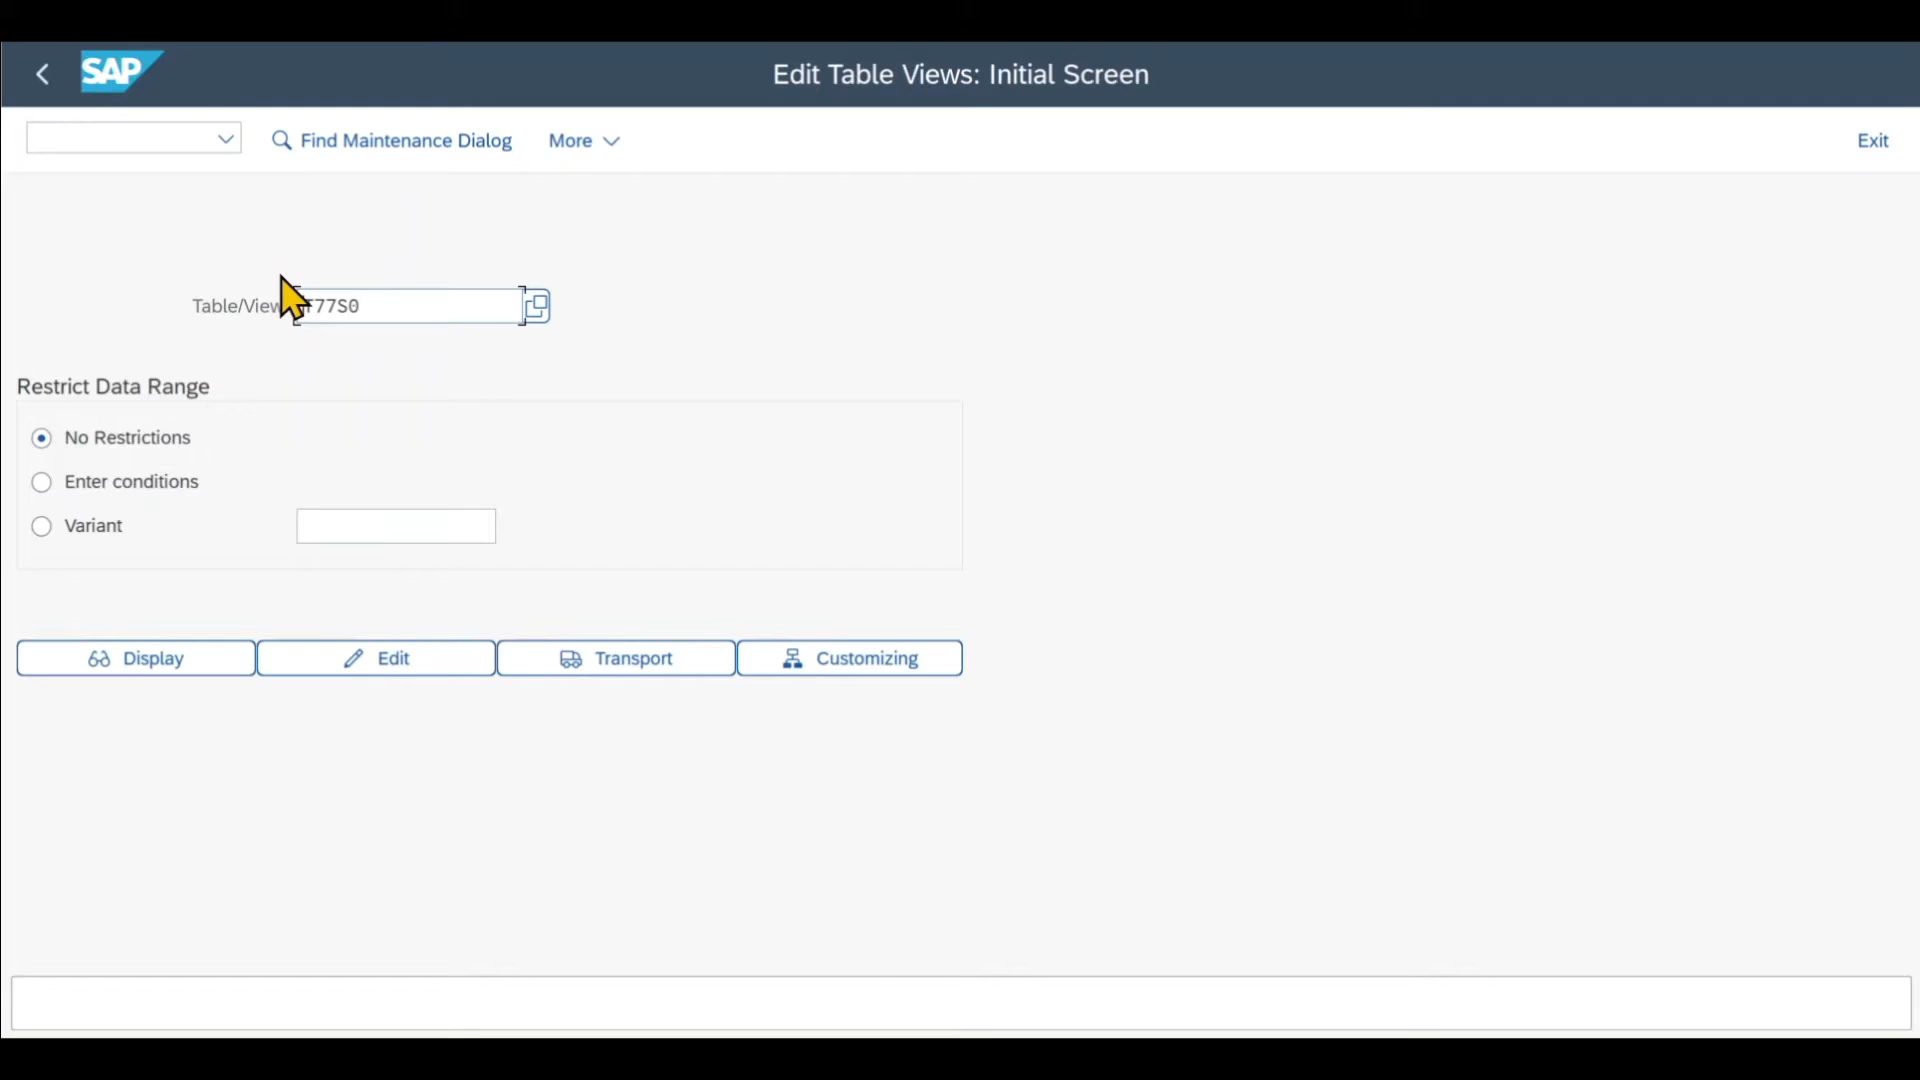 SAP
Edit Table Views: Initial Screen
Find Maintenance Dialog
More
Exit
Table/View
T77S0
Restrict Data Range
No Restrictions
Enter conditions
Variant
Display
Edit
Transport
Customizing